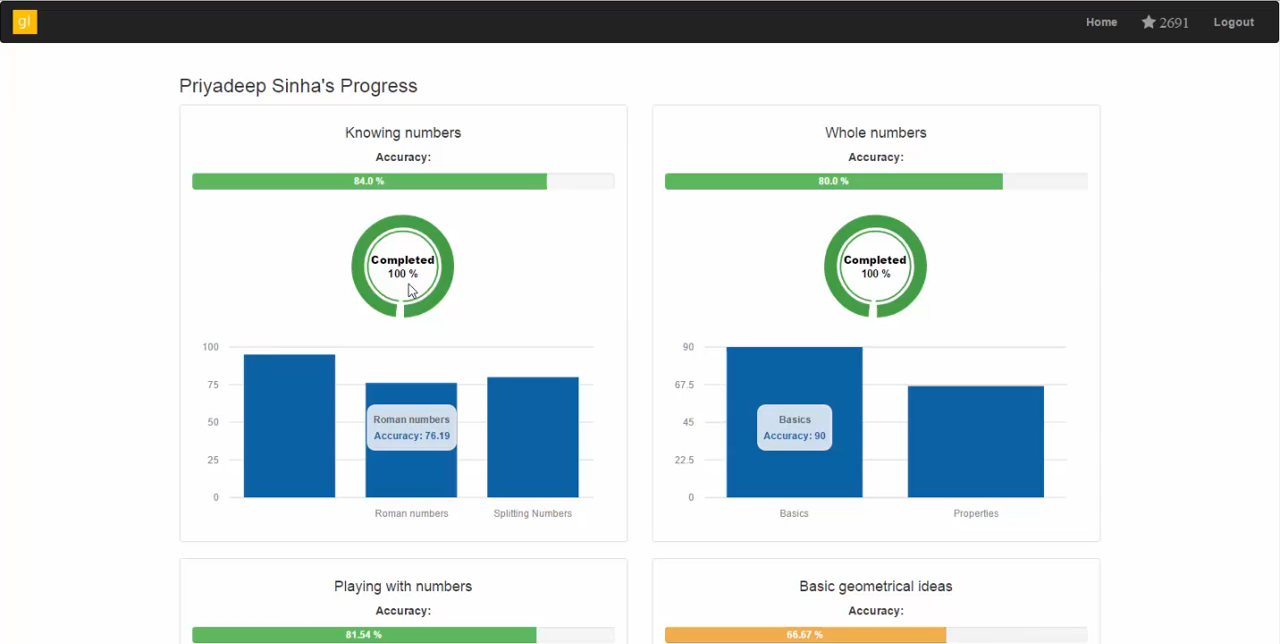 gl
Home ★ 2691 Logout
Priyadeep Sinha's Progress
Knowing numbers
Accuracy:
84.0 %
Completed
100 %
100
75
50
25
0
Roman numbers
Accuracy: 76.19
Roman numbers
Splitting Numbers
Whole numbers
Accuracy:
80.0 %
Completed
100 %
90
67.5
45
22.5
0
Basics
Accuracy: 90
Basics
Properties
Playing with numbers
Accuracy:
81.54 %
Basic geometrical ideas
Accuracy:
66.67 %